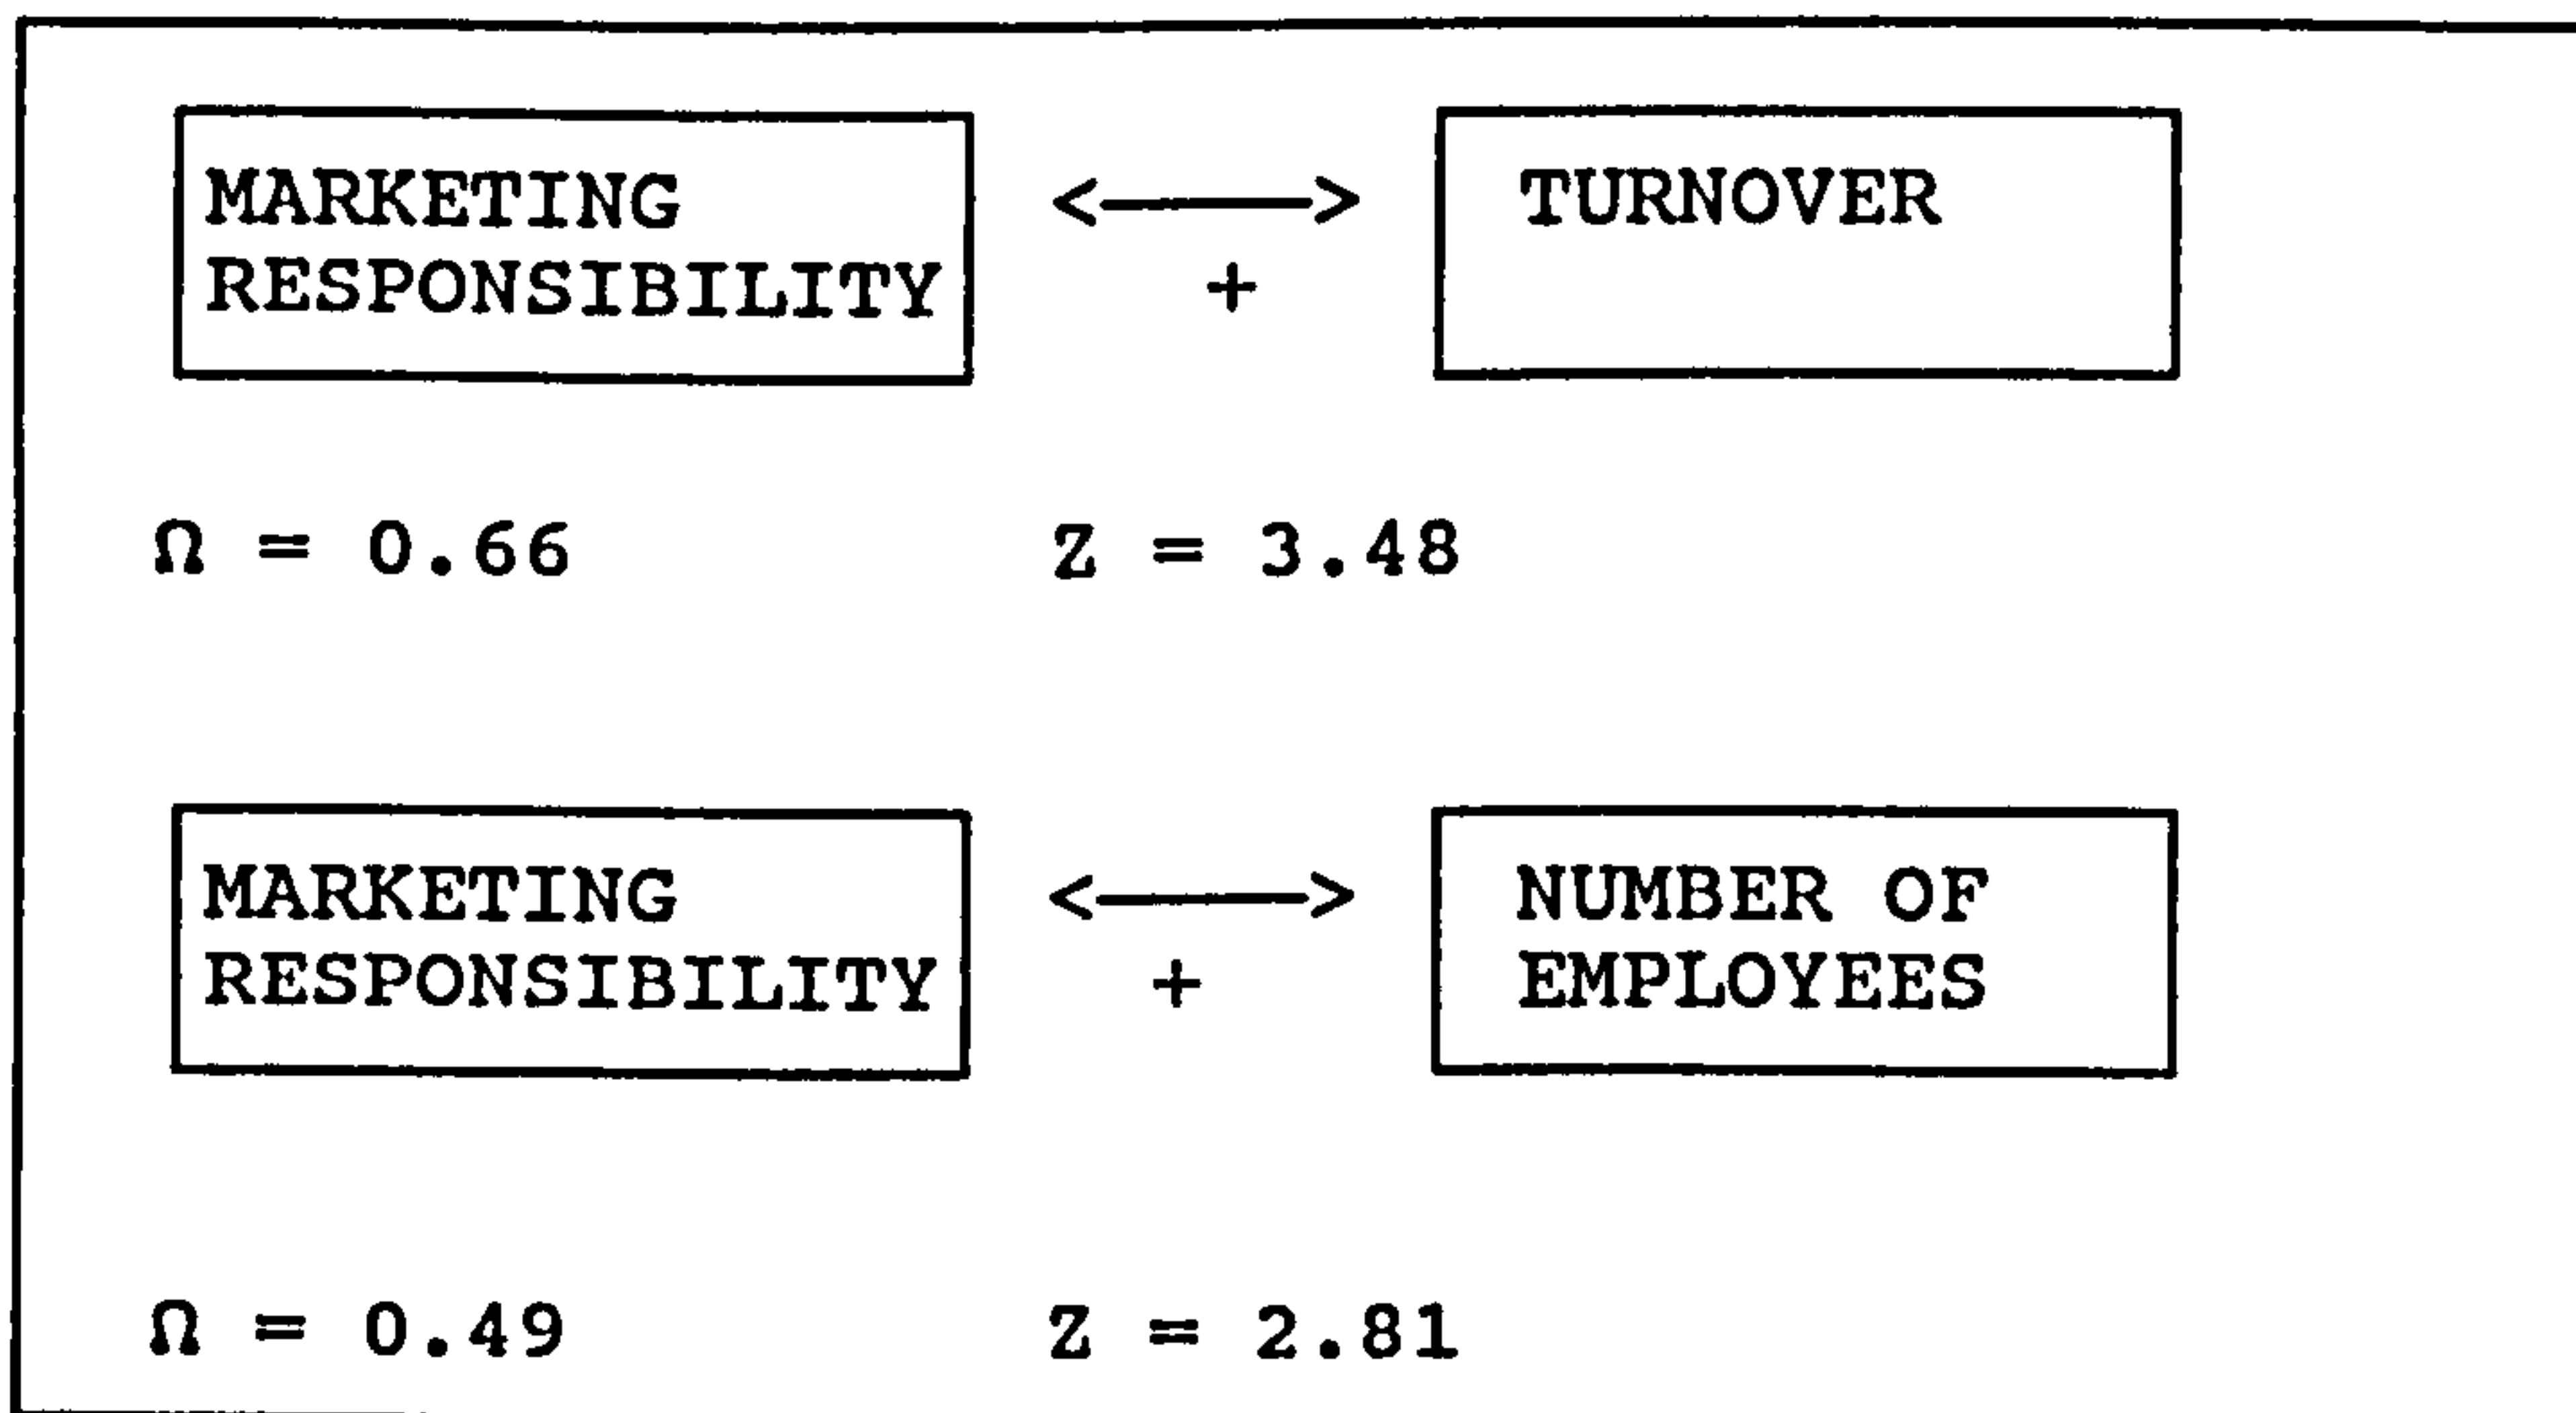 MARKETING
RESPONSIBILITY
<———>
+
TURNOVER
Ω = 0.66 Z = 3.48
MARKETING
RESPONSIBILITY
<———>
+
NUMBER OF
EMPLOYEES
Ω = 0.49 Z = 2.81